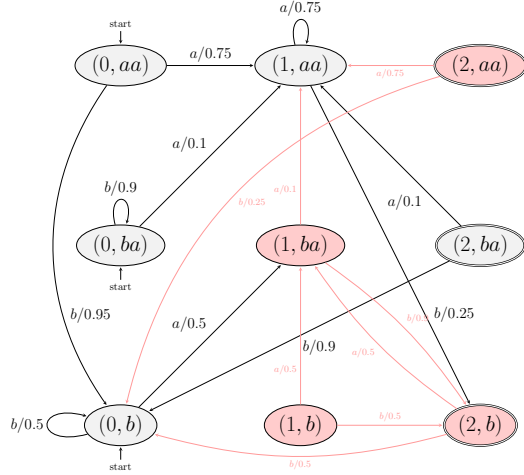 a/0.75
start
(0, aa)
a/0.75
(1, aa)
(2, aa)
a/0.75
a/0.1
b/0.9
a/0.1
b/0.25
a/0.1
(0, ba)
(1, ba)
(2, ba)
start
b/0.95
a/0.5
b/0.25
b/0.9
a/0.5
a/0.5
b/0.5
(0, b)
(1, b)
b/0.5
(2, b)
start
b/0.5